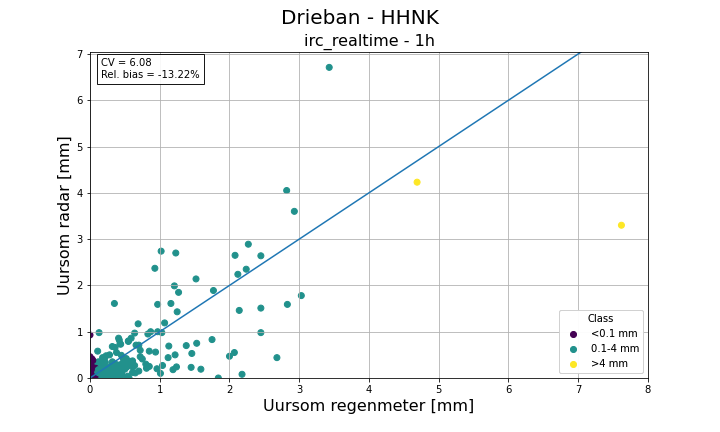 Drieban - HHNK
irc_realtime - 1h
CV = 6.08
Rel. bias = -13.22%
Uursom radar [mm]
7
6
5
4
3
2
1
0
0 1 2 3 4 5 6 7 8
Uursom regenmeter [mm]
Class
<0.1 mm
0.1-4 mm
>4 mm